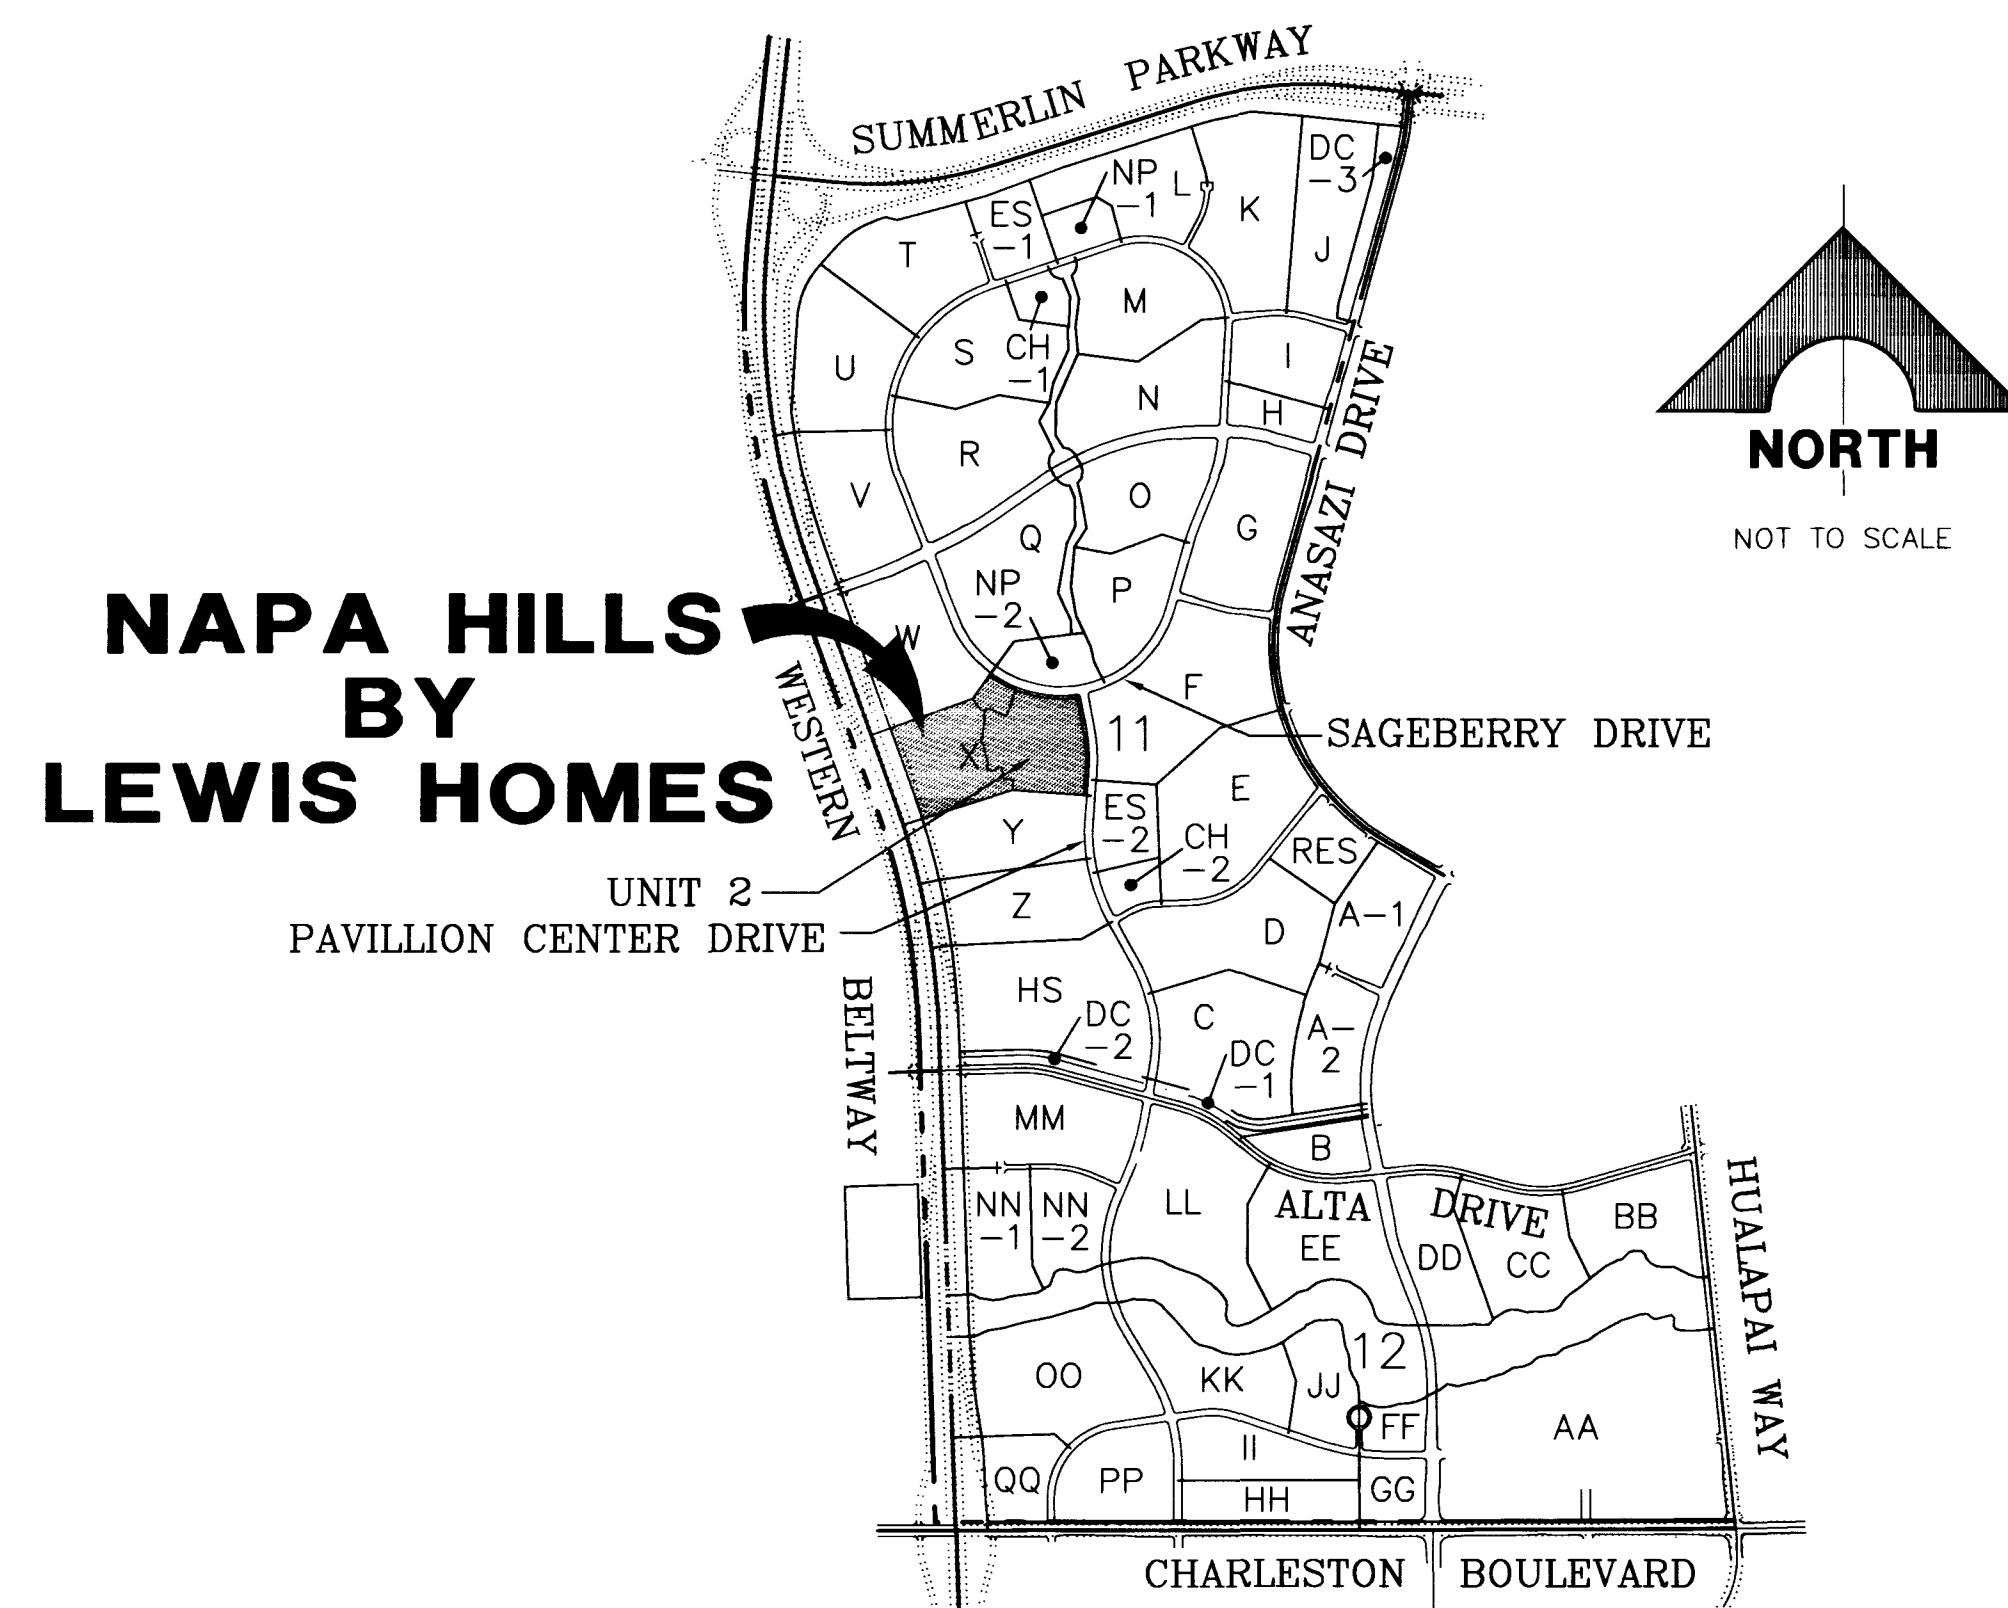 SUMMERLIN PARKWAY
DC
-3
NP
-1
L
K
ES
-1
T
J
M
CH
-1
S
I
U
N
H
ANASAZI DRIVE
R
V
O
G
Q
NP
-2
P
W
F
NORTH
NOT TO SCALE
NAPA HILLS
BY
LEWIS HOMES
WESTERN
BELTWAY
X
11
SAGEBERRY DRIVE
E
ES
-2
Y
CH
-2
RES
UNIT 2
PAVILLION CENTER DRIVE
Z
D
A-1
HS
DC
-2
C
DC
-1
A-
2
MM
B
NN
-1
NN
-2
LL
ALTA DRIVE
EE
DD
CC
BB
HUALAPAI WAY
12
OO
KK
JJ
FF
AA
II
QQ
PP
HH
GG
CHARLESTON BOULEVARD